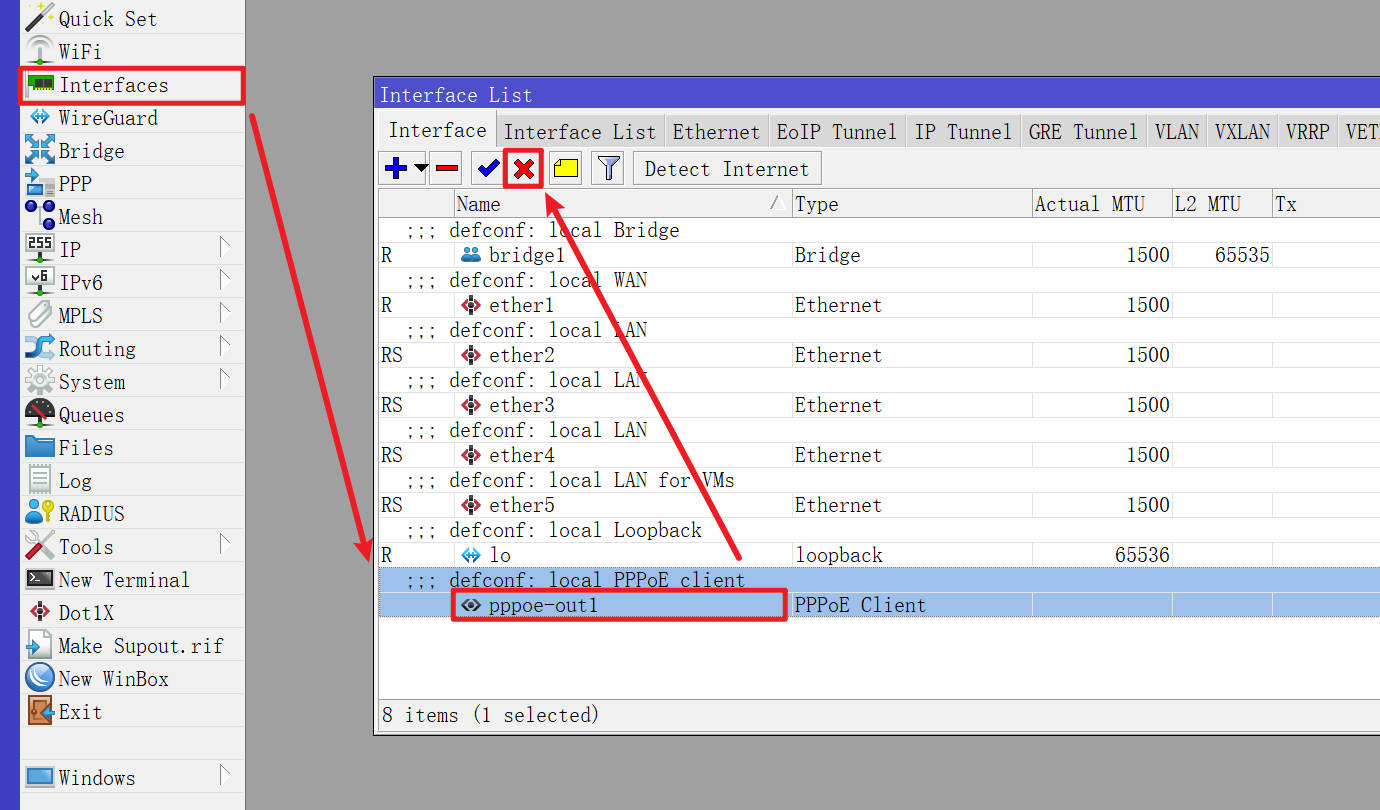 Quick Set
WiFi
Interfaces
WireGuard
Bridge
PPP
Mesh
255 IP
v6 IPv6
MPLS
Routing
System
Queues
Files
Log
RADIUS
Tools
New Terminal
Dot1X
Make Supout.rif
New WinBox
Exit
Windows
Interface List
Interface Interface List Ethernet EoIP Tunnel IP Tunnel GRE Tunnel VLAN VXLAN VRRP VET
Detect Internet
Name Type Actual MTU L2 MTU Tx
;;; defconf: local Bridge
R bridge1 Bridge 1500 65535
;;; defconf: local WAN
R ether1 Ethernet 1500
;;; defconf: local LAN
RS ether2 Ethernet 1500
;;; defconf: local LAN
RS ether3 Ethernet 1500
;;; defconf: local LAN
RS ether4 Ethernet 1500
;;; defconf: local LAN for VMs
RS ether5 Ethernet 1500
;;; defconf: local Loopback
R lo loopback 65536
;;; defconf: local PPPoE client
pppoe-out1 PPPoE Client
8 items (1 selected)